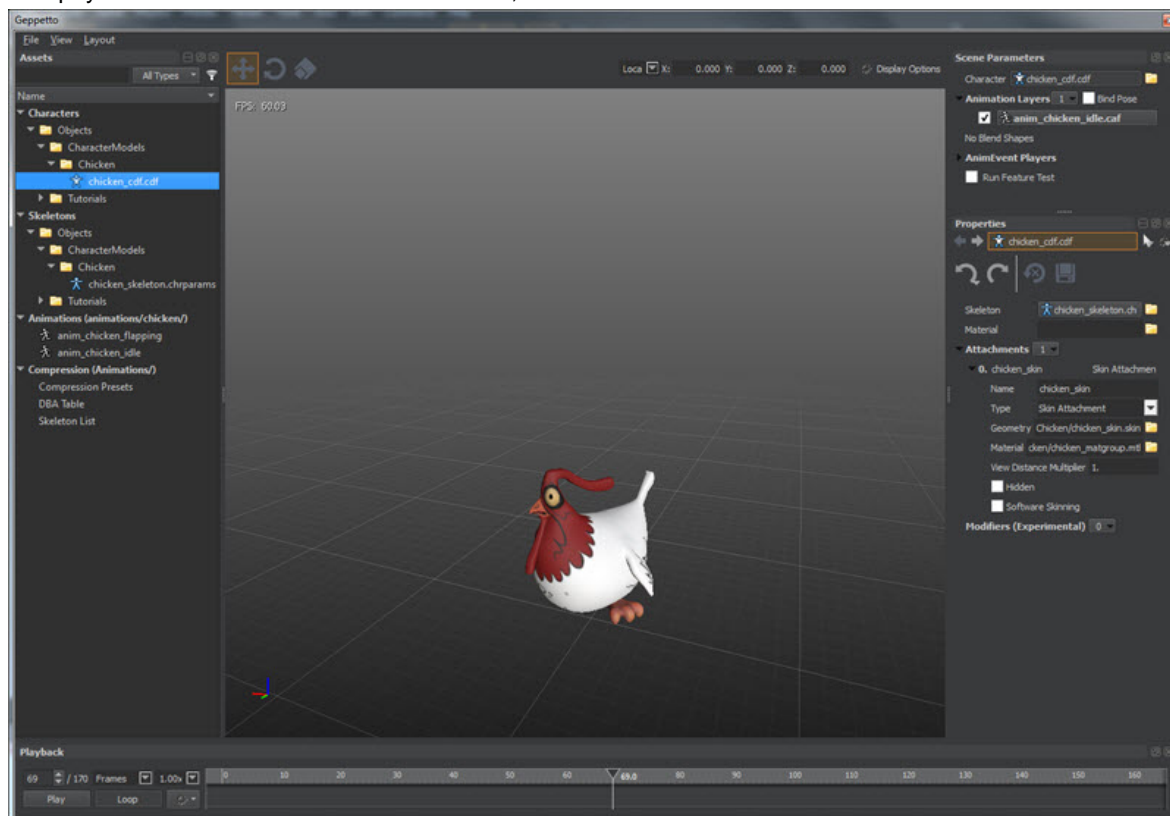 Geppetto
File View Layout
Assets
All Types
Name
Characters
Objects
CharacterModels
Chicken
chicken_cdf.cdf
Tutorials
Skeletons
Objects
CharacterModels
Chicken
chicken_skeleton.chrparams
Tutorials
Animations (animations/chicken/)
anim_chicken_flapping
anim_chicken_idle
Compression (Animations/)
Compression Presets
DBA Table
Skeleton List
Loca X: 0.000 Y: 0.000 Z: 0.000 Display Options
FPS: 60.03
Scene Parameters
Character chicken_cdf.cdf
Animation Layers 1 Bind Pose
anim_chicken_idle.caf
No Blend Shapes
AnimEvent Players
Run Feature Test
Properties
chicken_cdf.cdf
Skeleton chicken_skeleton.ch
Material
Attachments 1
0. chicken_skin Skin Attachmen
Name chicken_skin
Type Skin Attachment
Geometry Chicken/chicken_skin.skin
Material cken/chicken_matgroup.mtl
View Distance Multiplier 1.
Hidden
Software Skinning
Modifiers (Experimental) 0
Playback
69 / 170 Frames 1.00x 0 10 20 30 40 50 60 69.0 80 90 100 110 120 130 140 150 160
Play Loop